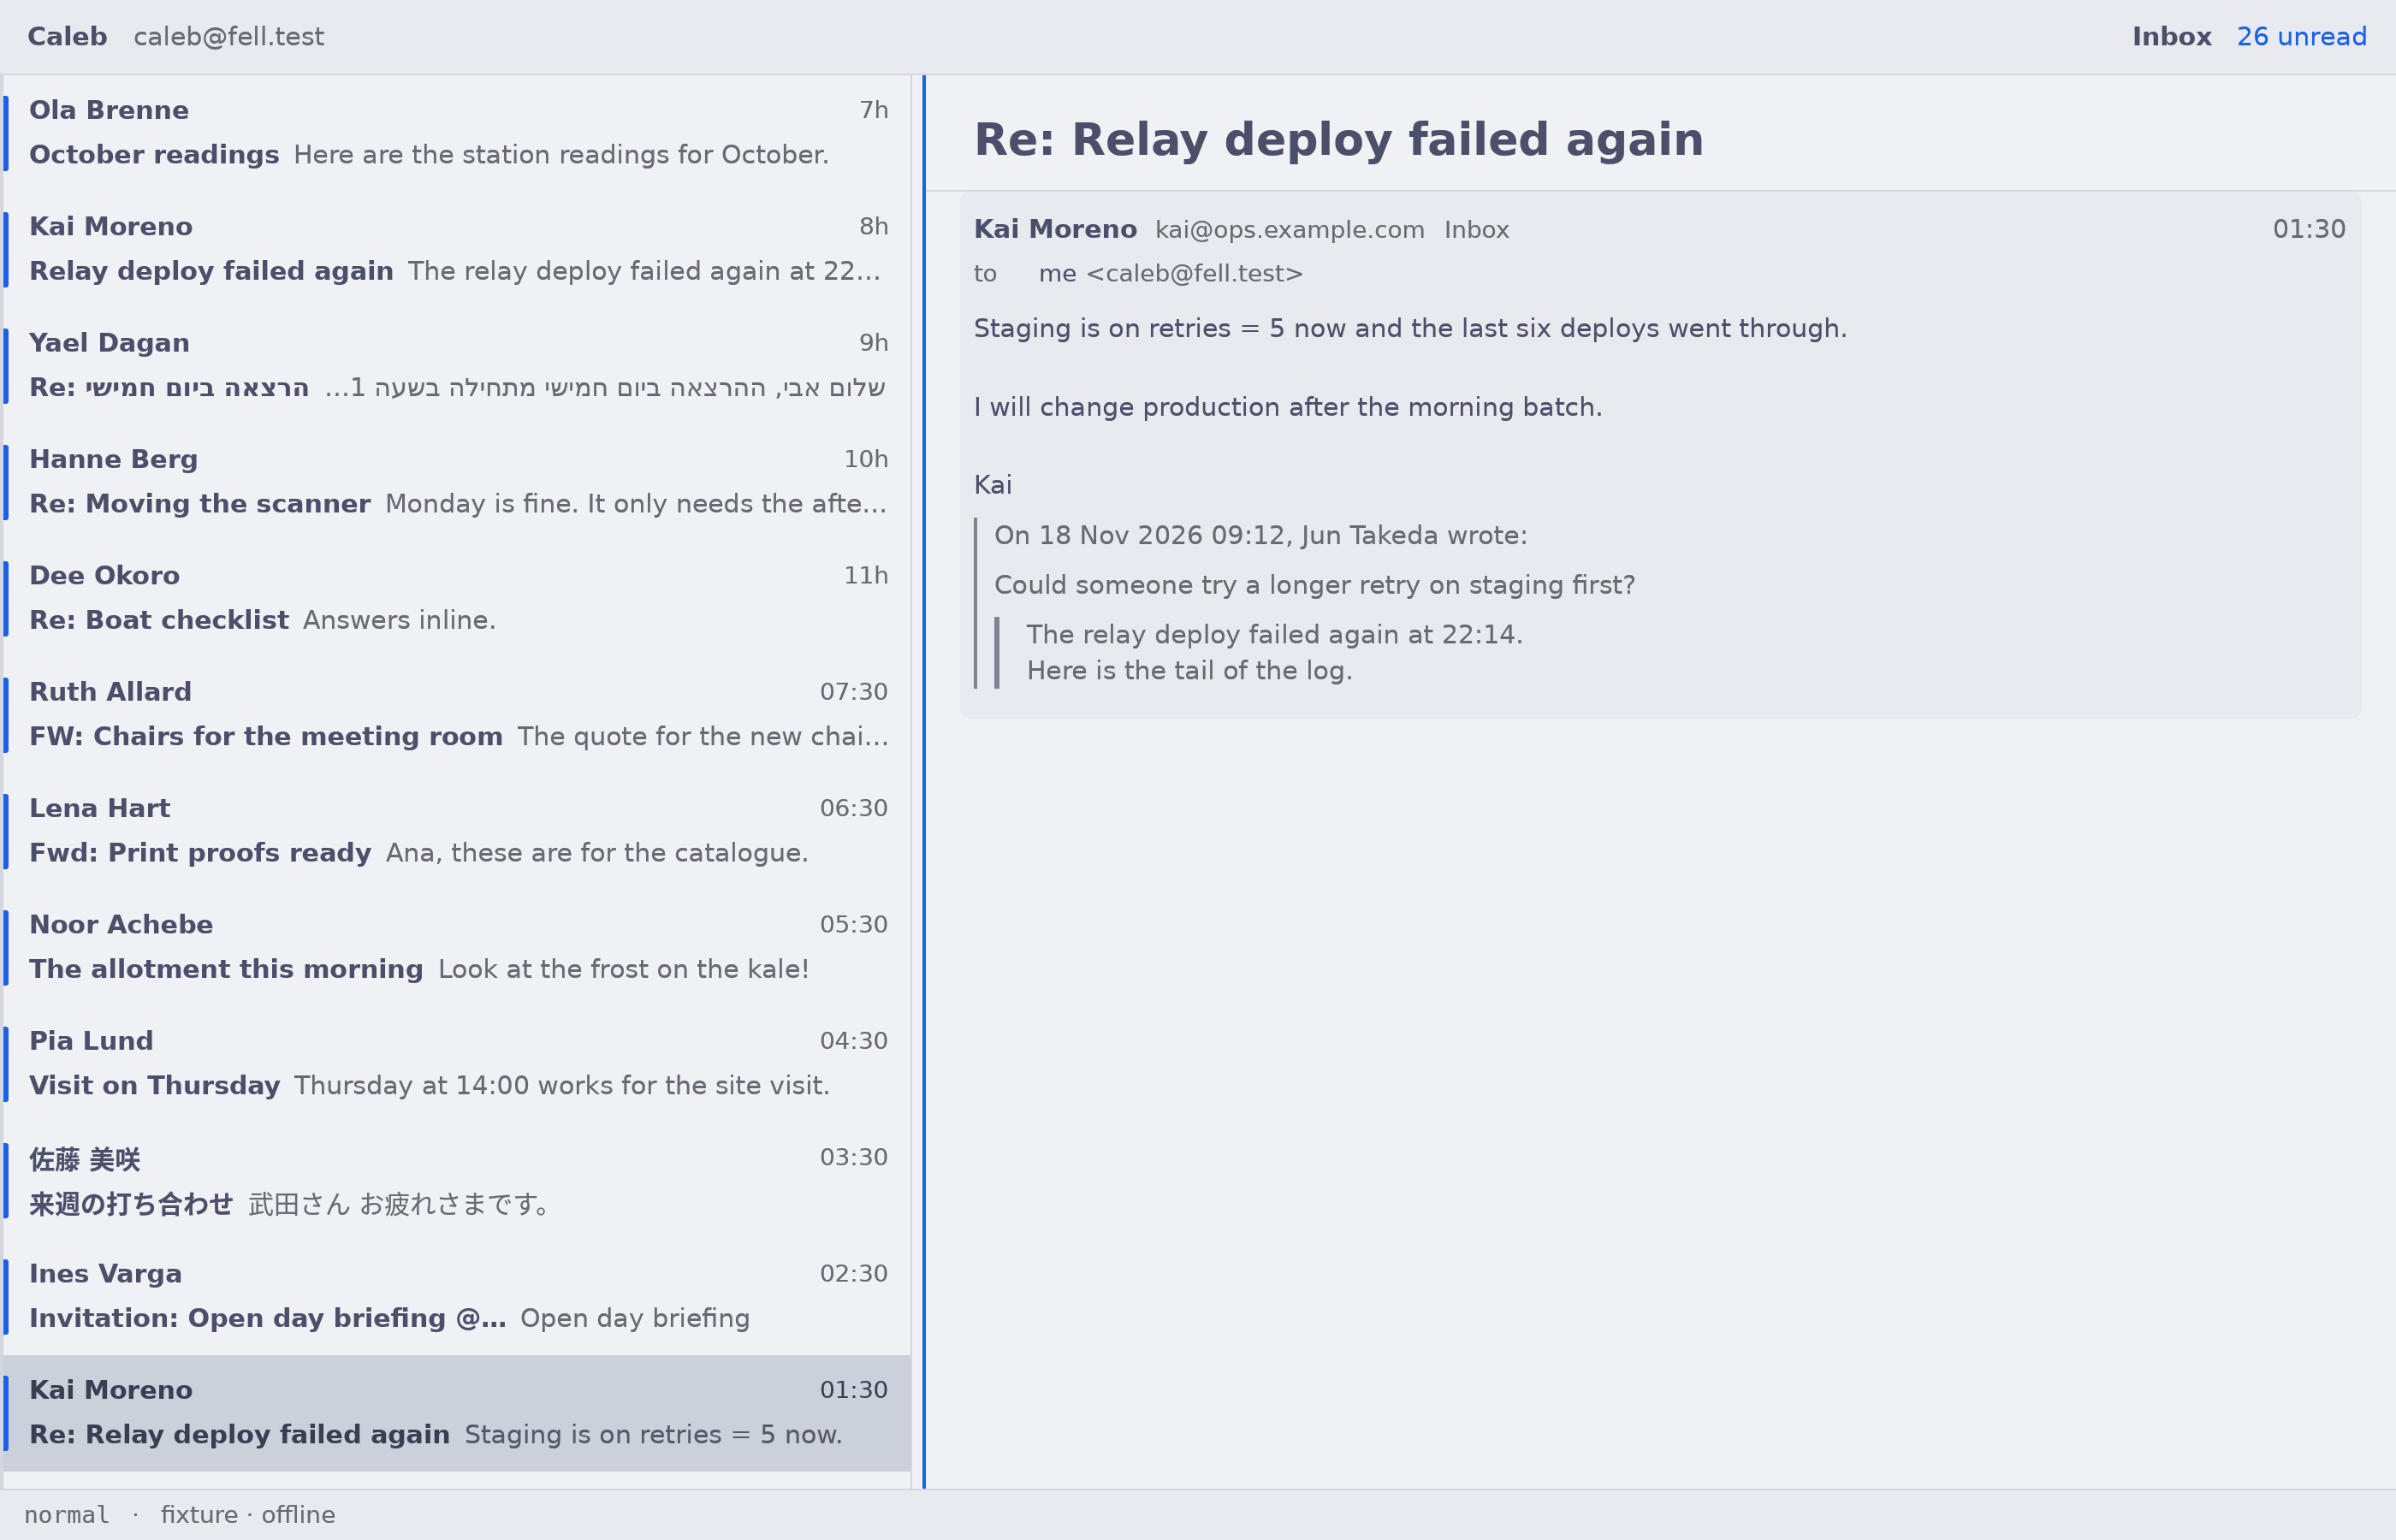 Caleb caleb@fell.test Inbox 26 unread
Ola Brenne 7h
October readings Here are the station readings for October.
Kai Moreno 8h
Relay deploy failed again The relay deploy failed again at 22…
Yael Dagan 9h
Re: הרצאה ביום חמישי שלום אבי, ההרצאה ביום חמישי מתחילה בשעה 1…
Hanne Berg 10h
Re: Moving the scanner Monday is fine. It only needs the afte…
Dee Okoro 11h
Re: Boat checklist Answers inline.
Ruth Allard 07:30
FW: Chairs for the meeting room The quote for the new chai…
Lena Hart 06:30
Fwd: Print proofs ready Ana, these are for the catalogue.
Noor Achebe 05:30
The allotment this morning Look at the frost on the kale!
Pia Lund 04:30
Visit on Thursday Thursday at 14:00 works for the site visit.
佐藤 美咲 03:30
来週の打ち合わせ 武田さん お疲れさまです。
Ines Varga 02:30
Invitation: Open day briefing @… Open day briefing
Kai Moreno 01:30
Re: Relay deploy failed again Staging is on retries = 5 now.
Re: Relay deploy failed again
Kai Moreno kai@ops.example.com Inbox 01:30
to me <caleb@fell.test>
Staging is on retries = 5 now and the last six deploys went through.
I will change production after the morning batch.
Kai
On 18 Nov 2026 09:12, Jun Takeda wrote:
Could someone try a longer retry on staging first?
The relay deploy failed again at 22:14.
Here is the tail of the log.
normal · fixture · offline